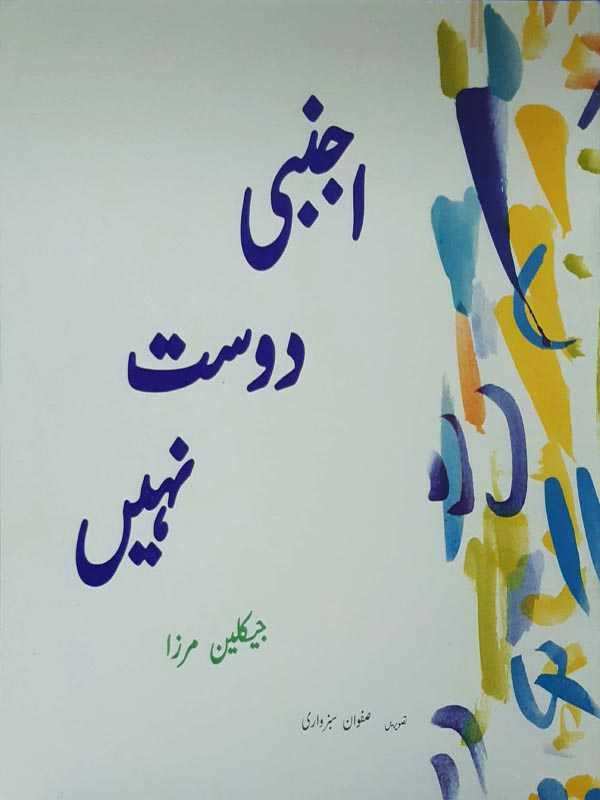 اجنبی
دوست
نہیں
جیکلین مرزا
تصویریں صفوان سبزواری